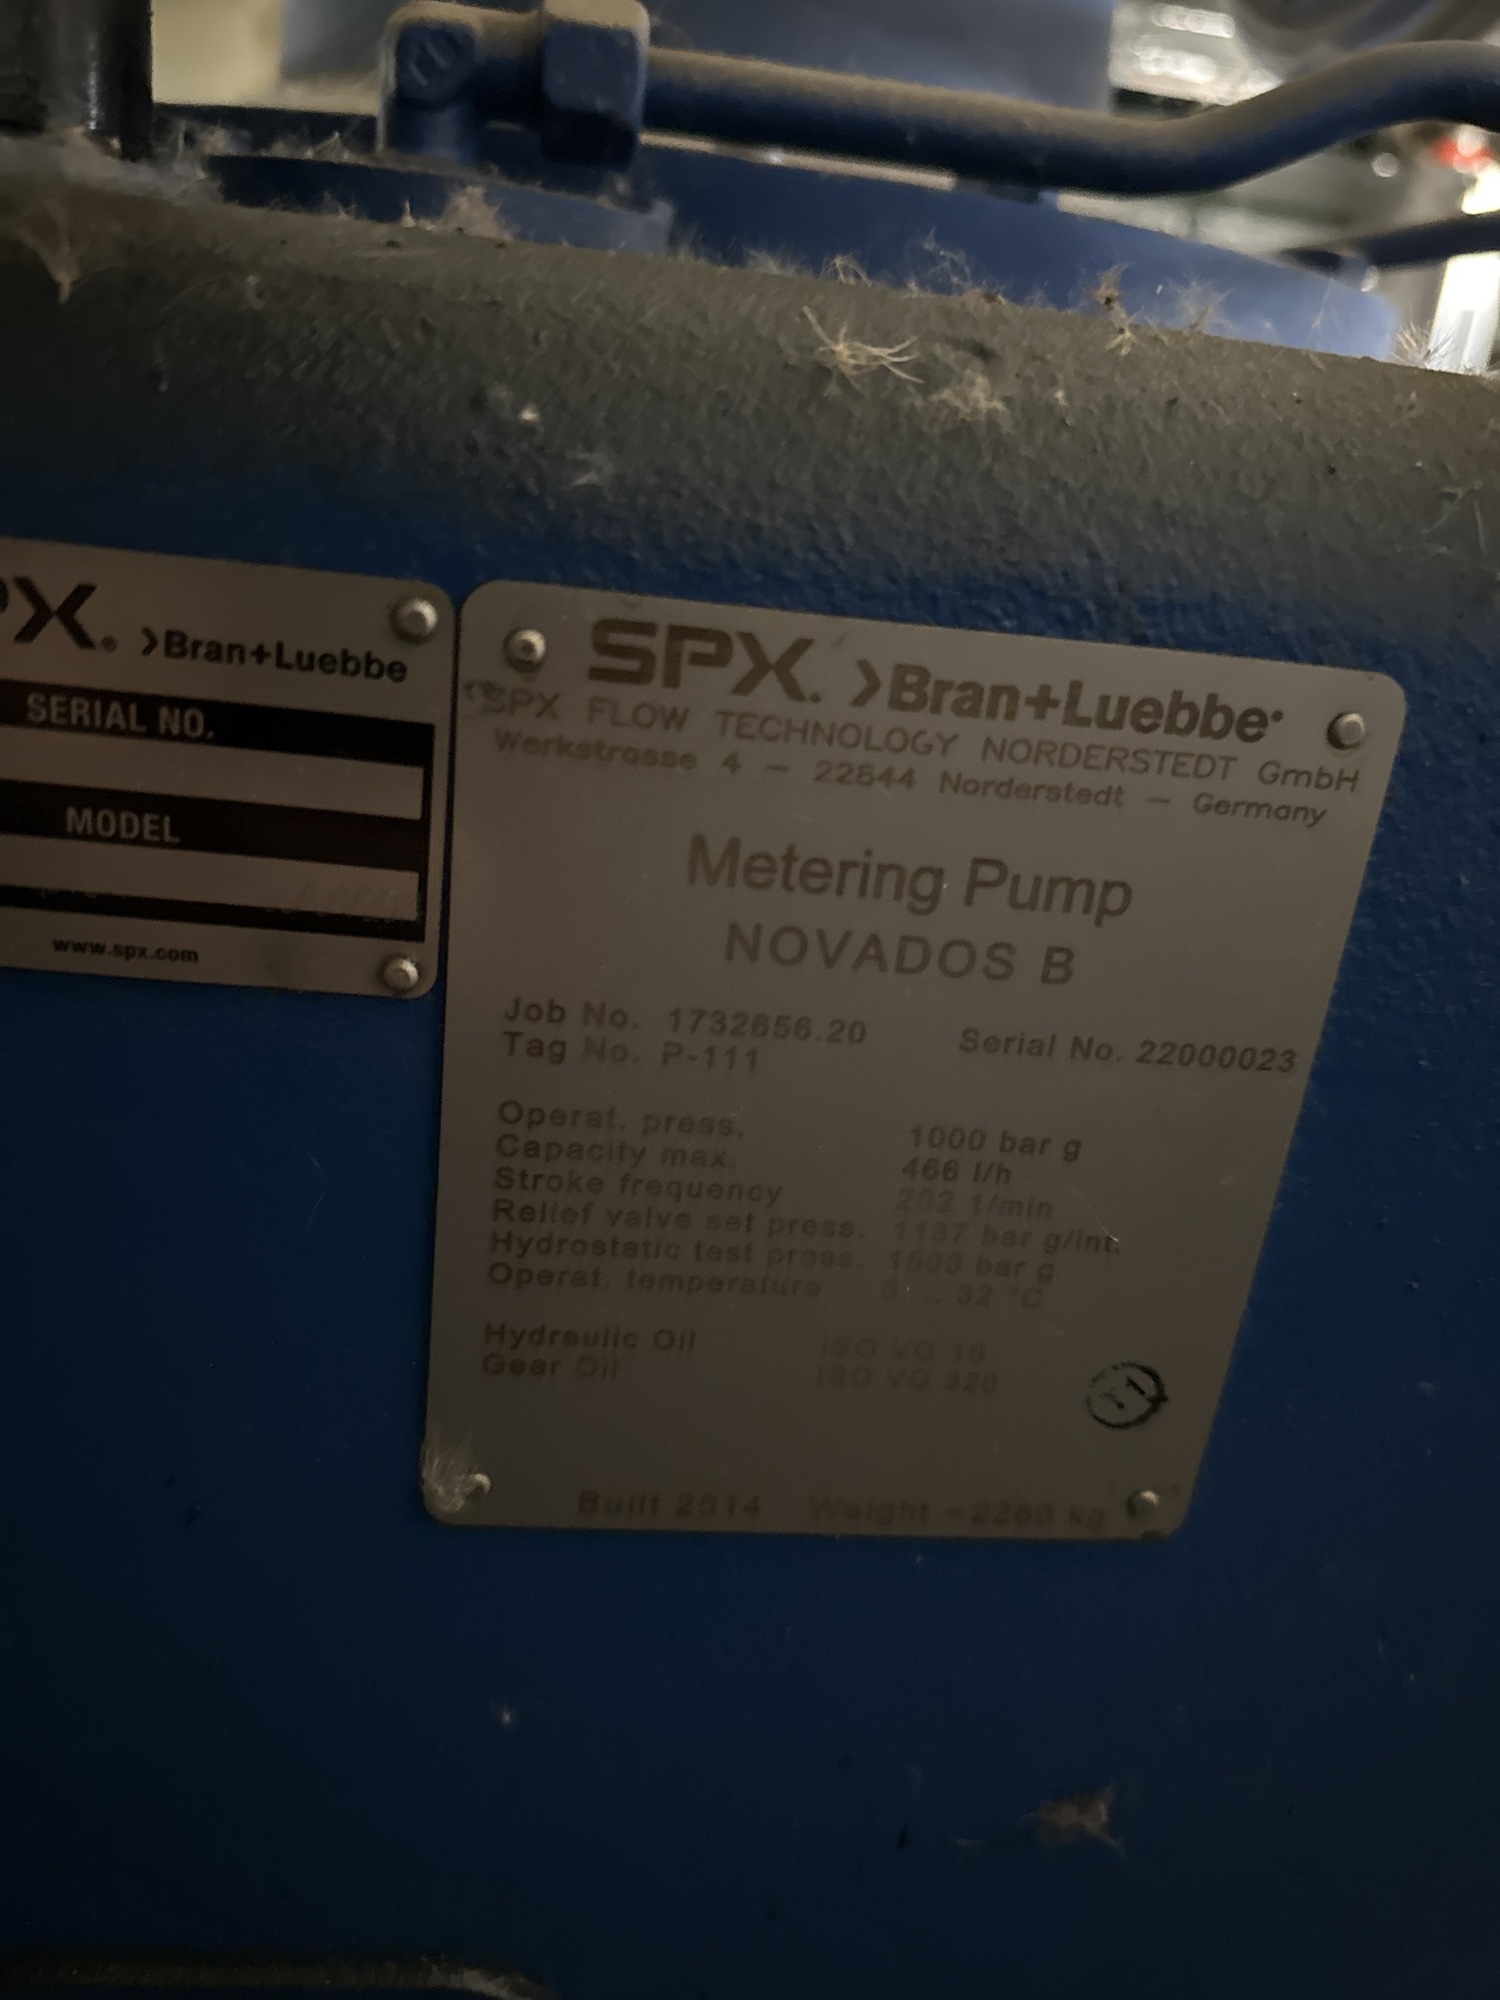 PX. >Bran+Luebbe
SERIAL NO.
MODEL
www.spx.com
SPX. >Bran+Luebbe
SPX FLOW TECHNOLOGY NORDERSTEDT GmbH
Werkstrasse 4 – 22844 Norderstedt – Germany
Metering Pump
NOVADOS B
Job No. 1732656.20 Serial No. 22000023
Tag No. P-111
Operat. press. 1000 bar g
Capacity max. 466 l/h
Stroke frequency 202 1/min
Relief valve set press. 1137 bar g/int.
Hydrostatic test press. 1500 bar g
Operat. temperature ... 32 °C
Hydraulic Oil ISO VG 10
Gear Oil ISO VG 320
Built 2014 Weight ~ kg